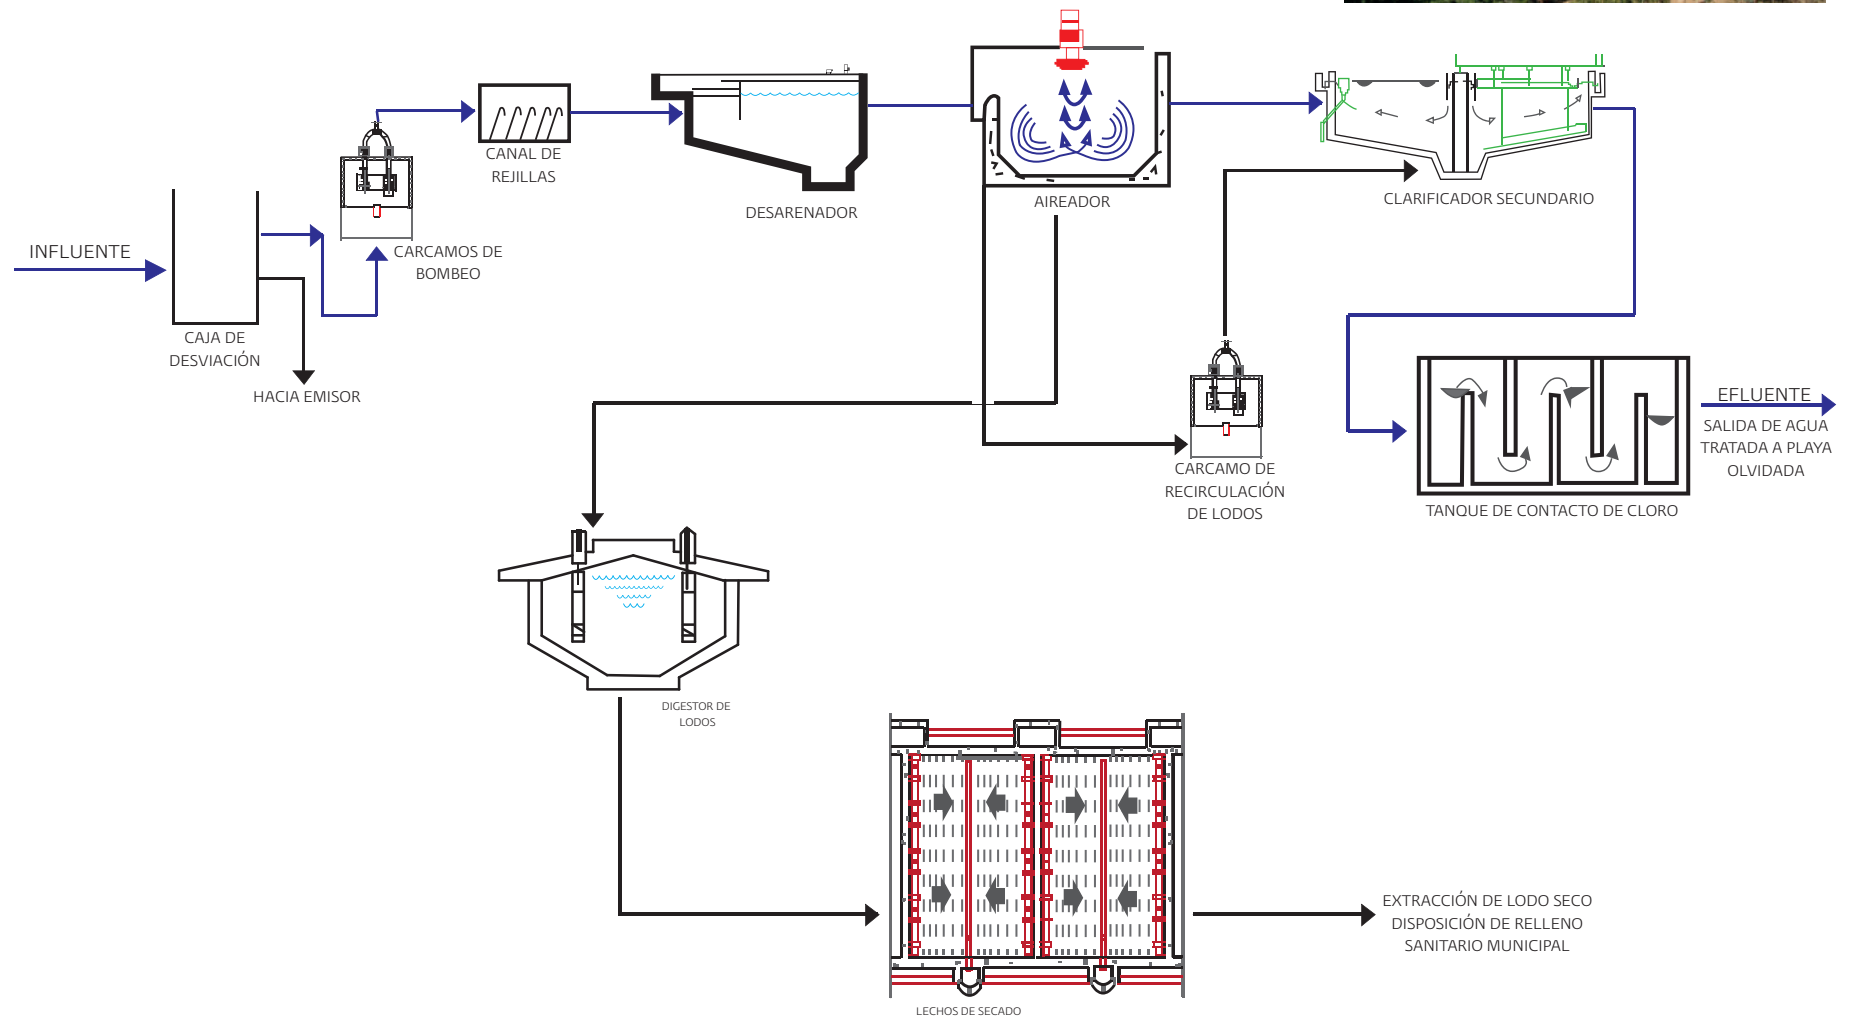 INFLUENTE
CAJA DE
DESVIACIÓN
HACIA EMISOR
CARCAMOS DE
BOMBEO
CANAL DE
REJILLAS
DESARENADOR
AIREADOR
CLARIFICADOR SECUNDARIO
CARCAMO DE
RECIRCULACIÓN
DE LODOS
TANQUE DE CONTACTO DE CLORO
EFLUENTE
SALIDA DE AGUA
TRATADA A PLAYA
OLVIDADA
DIGESTOR DE
LODOS
LECHOS DE SECADO
EXTRACCIÓN DE LODO SECO
DISPOSICIÓN DE RELLENO
SANITARIO MUNICIPAL